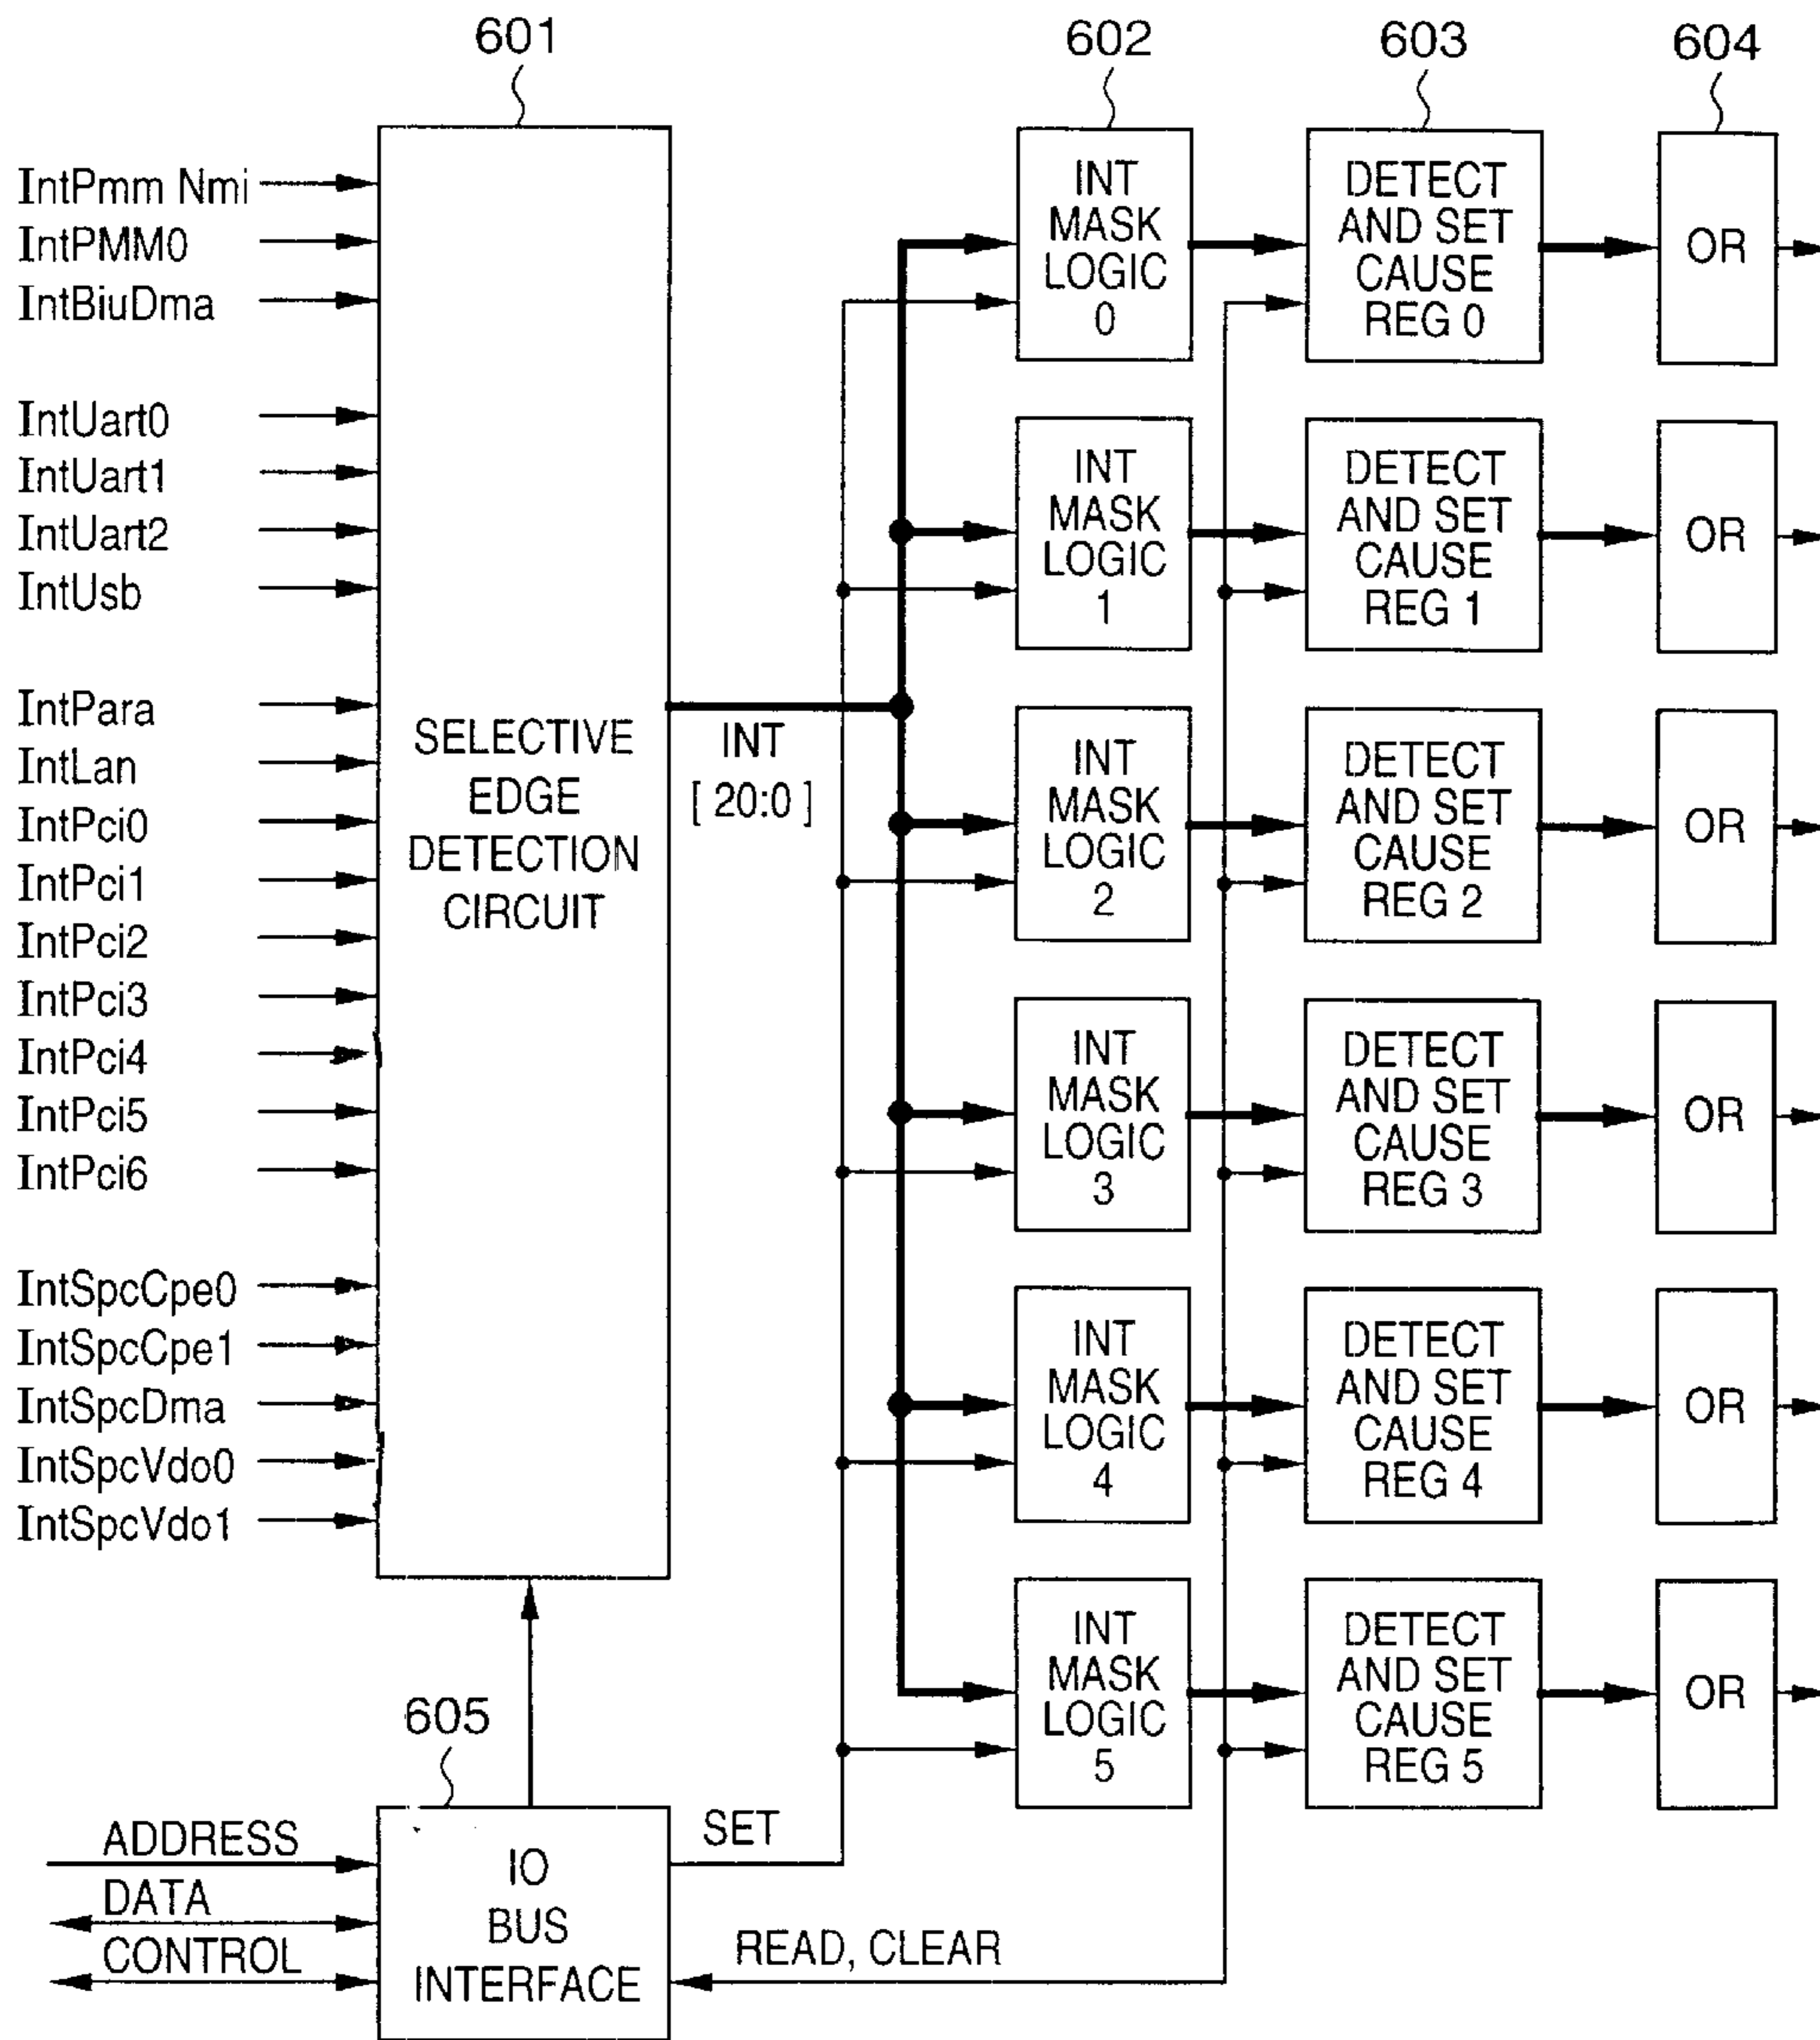 601
602
603
604
IntPmm Nmi
IntPMM0
IntBiuDma
IntUart0
IntUart1
IntUart2
IntUsb
IntPara
IntLan
IntPci0
IntPci1
IntPci2
IntPci3
IntPci4
IntPci5
IntPci6
IntSpcCpe0
IntSpcCpe1
IntSpcDma
IntSpcVdo0
IntSpcVdo1
SELECTIVE
EDGE
DETECTION
CIRCUIT
INT
[ 20:0 ]
INT
MASK
LOGIC
0
DETECT
AND SET
CAUSE
REG 0
OR
INT
MASK
LOGIC
1
DETECT
AND SET
CAUSE
REG 1
OR
INT
MASK
LOGIC
2
DETECT
AND SET
CAUSE
REG 2
OR
INT
MASK
LOGIC
3
DETECT
AND SET
CAUSE
REG 3
OR
INT
MASK
LOGIC
4
DETECT
AND SET
CAUSE
REG 4
OR
INT
MASK
LOGIC
5
DETECT
AND SET
CAUSE
REG 5
OR
605
ADDRESS
DATA
CONTROL
IO
BUS
INTERFACE
SET
READ, CLEAR